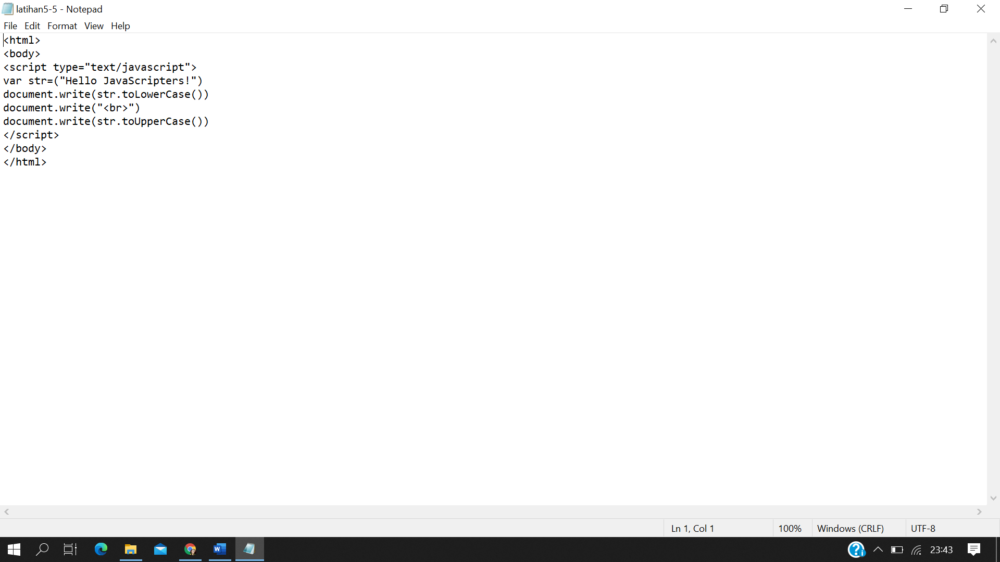 latihan5-5 - Notepad
File Edit Format View Help
<html>
<body>
<script type="text/javascript">
var str=("Hello JavaScripters!")
document.write(str.toLowerCase())
document.write("<br>")
document.write(str.toUpperCase())
</script>
</body>
</html>
Ln 1, Col 1 100% Windows (CRLF) UTF-8
23:43